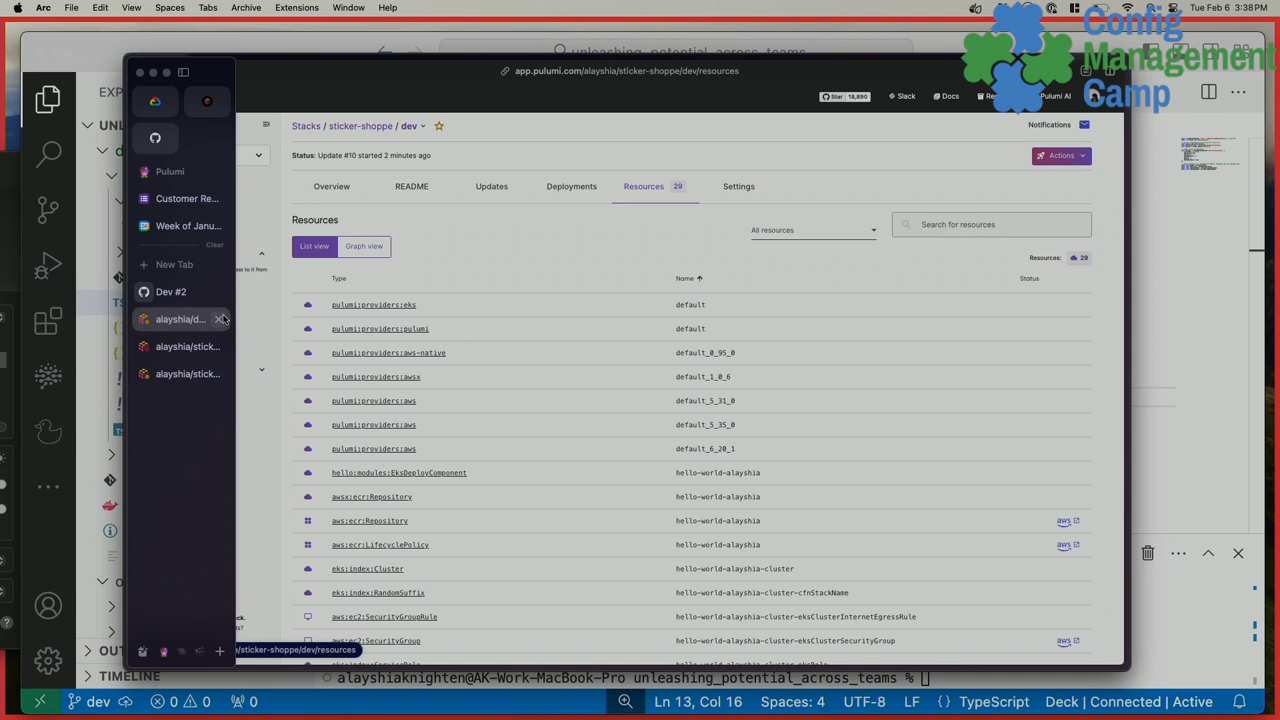 Arc File Edit View Spaces Tabs Archive Extensions Window Help
Tue Feb 6 3:38 PM
Config
Management
Camp
unleashing_potential_across_teams
app.pulumi.com/alayshia/sticker-shoppe/dev/resources
Star 18,890 Slack Docs Pulumi AI
EXP
UNL
Pulumi
Customer Re...
Week of Janu...
Clear
New Tab
Dev #2
alayshia/d...
alayshia/stick...
alayshia/stick...
Stacks / sticker-shoppe / dev
Notifications
Status: Update #10 started 2 minutes ago
Actions
Overview README Updates Deployments Resources 29 Settings
Resources
All resources
Search for resources
List view Graph view
Resources: 29
Type Name Status
pulumi:providers:eks default
pulumi:providers:pulumi default
pulumi:providers:aws-native default_0_95_0
pulumi:providers:awsx default_1_0_6
pulumi:providers:aws default_5_31_0
pulumi:providers:aws default_5_35_0
pulumi:providers:aws default_6_20_1
hello:modules:EksDeployComponent hello-world-alayshia
awsx:ecr:Repository hello-world-alayshia
aws:ecr:Repository hello-world-alayshia aws
aws:ecr:LifecyclePolicy hello-world-alayshia aws
eks:index:Cluster hello-world-alayshia-cluster
eks:index:RandomSuffix hello-world-alayshia-cluster-cfnStackName
aws:ec2:SecurityGroupRule hello-world-alayshia-cluster-eksClusterInternetEgressRule
aws:ec2:SecurityGroup hello-world-alayshia-cluster-eksClusterSecurityGroup aws
/sticker-shoppe/dev/resources
OUT
TIMELINE
alayshiaknighten@AK-Work-MacBook-Pro unleashing_potential_across_teams %
dev 0 0 0 Ln 13, Col 16 Spaces: 4 UTF-8 LF {} TypeScript Deck | Connected | Active